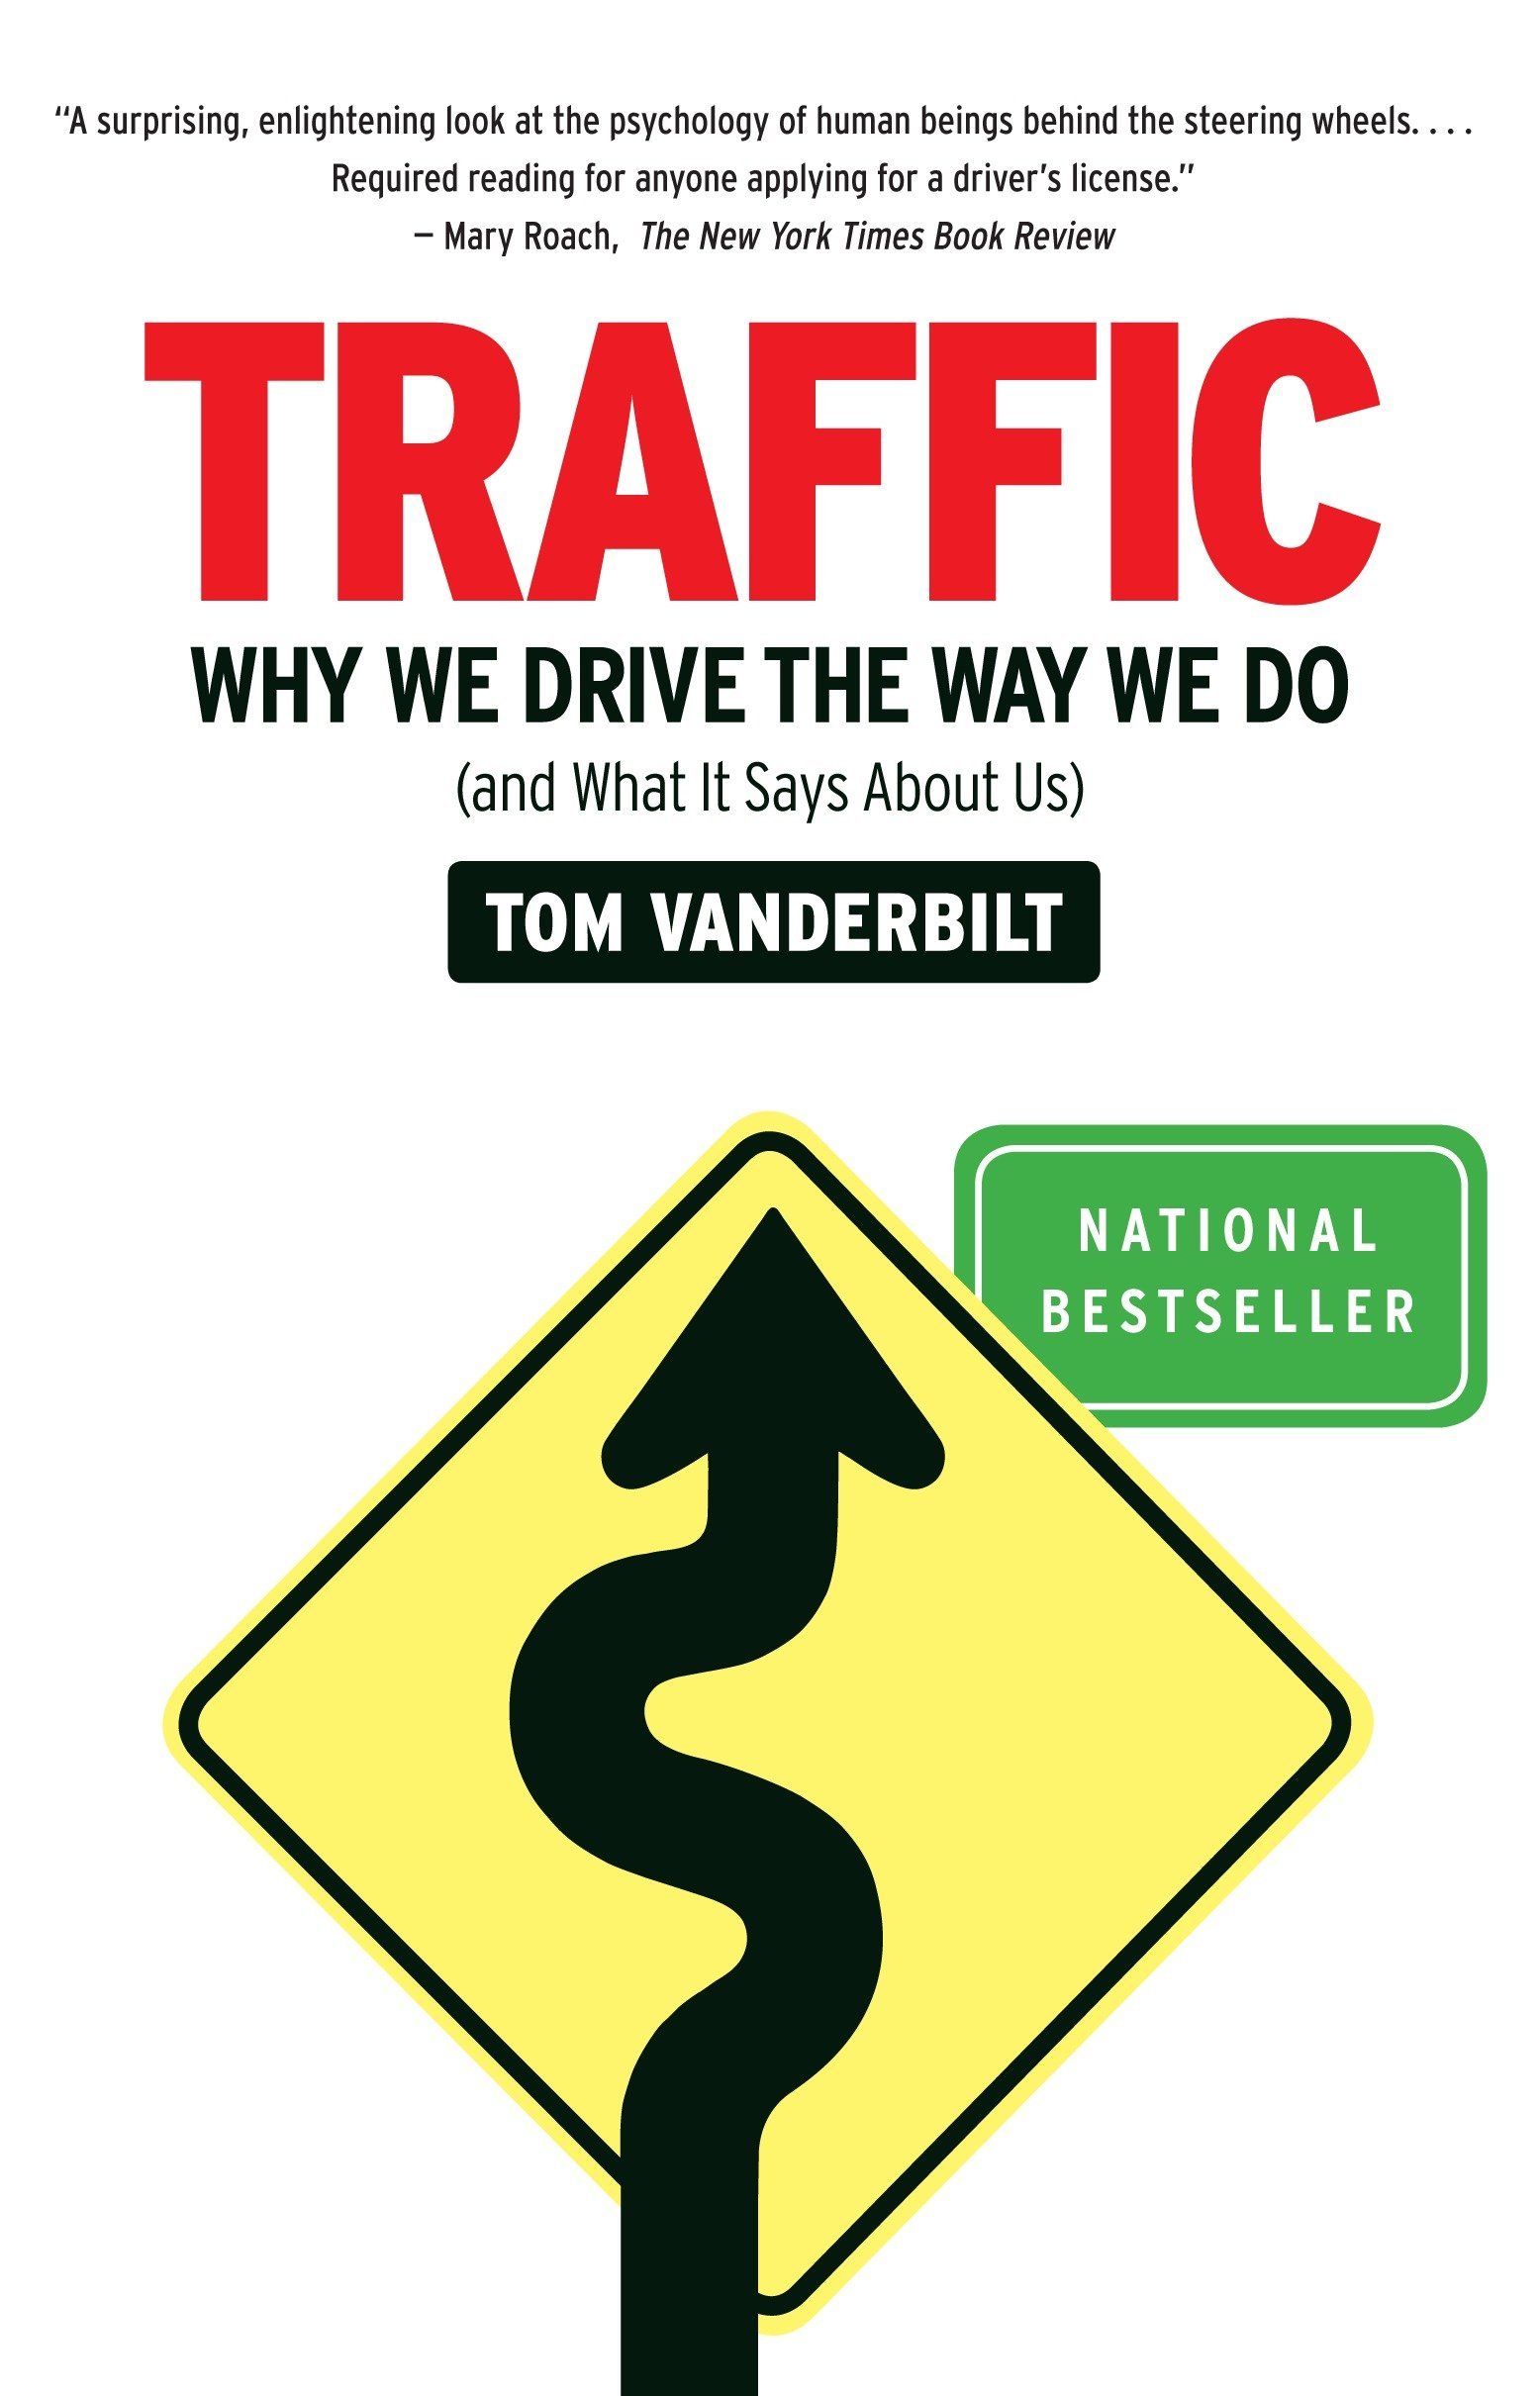 “A surprising, enlightening look at the psychology of human beings behind the steering wheels. . . .
Required reading for anyone applying for a driver’s license.”
— Mary Roach, The New York Times Book Review
TRAFFIC
WHY WE DRIVE THE WAY WE DO
(and What It Says About Us)
TOM VANDERBILT
NATIONAL
BESTSELLER